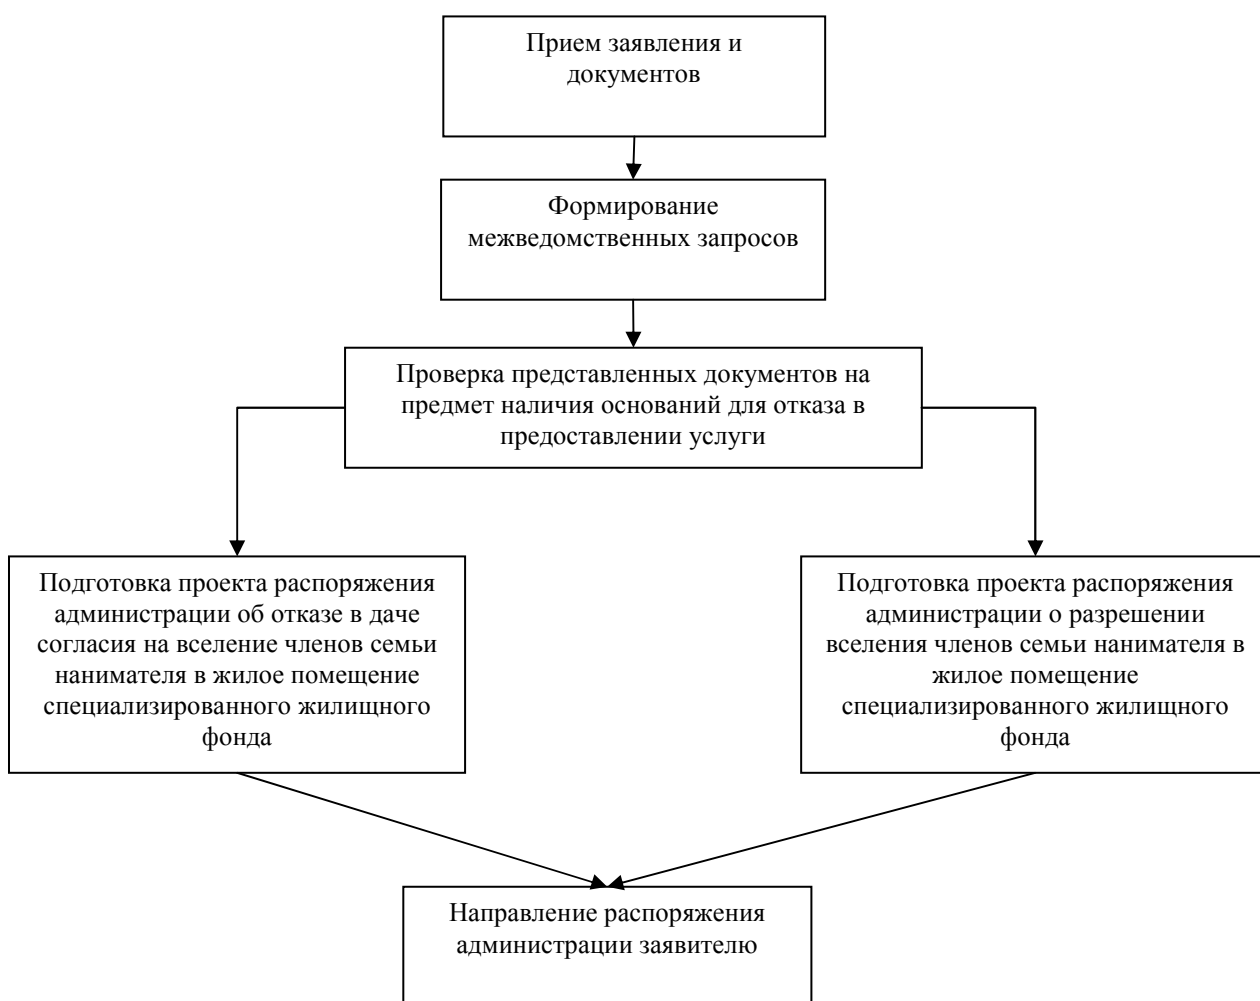 Прием заявления и
документов
Формирование
межведомственных запросов
Проверка представленных документов на
предмет наличия оснований для отказа в
предоставлении услуги
Подготовка проекта распоряжения
администрации об отказе в даче
согласия на вселение членов семьи
нанимателя в жилое помещение
специализированного жилищного
фонда
Подготовка проекта распоряжения
администрации о разрешении
вселения членов семьи нанимателя в
жилое помещение
специализированного жилищного
фонда
Направление распоряжения
администрации заявителю